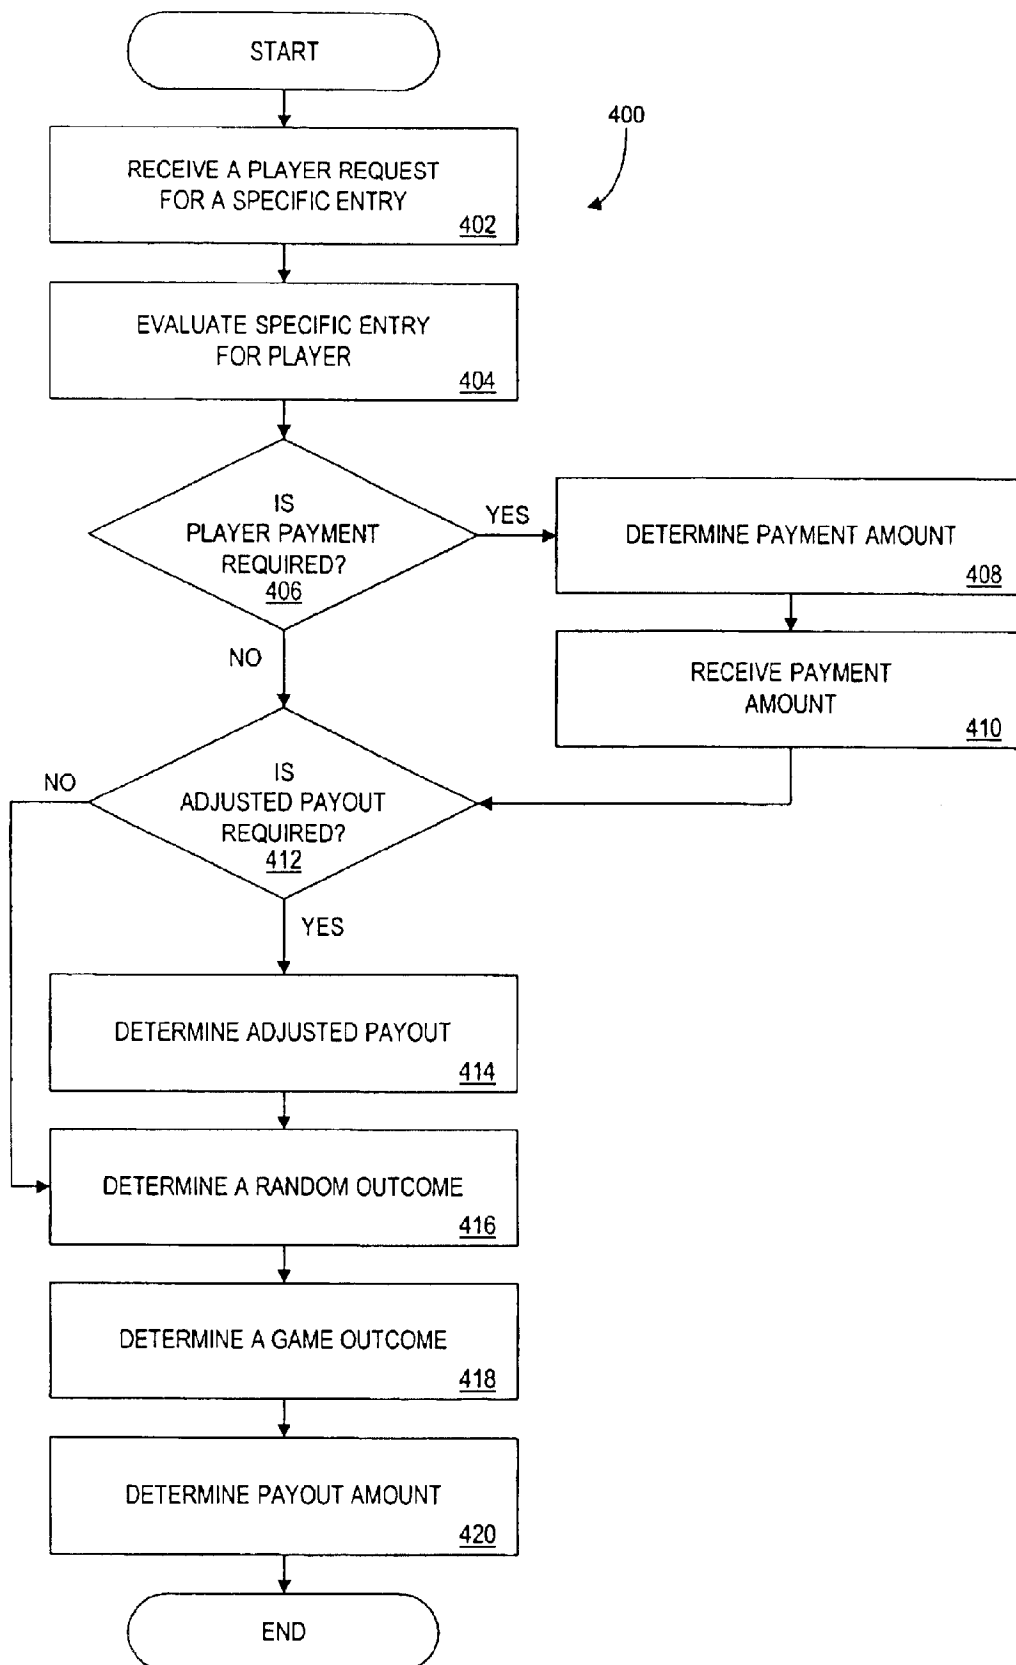 START
400
RECEIVE A PLAYER REQUEST
FOR A SPECIFIC ENTRY
402
EVALUATE SPECIFIC ENTRY
FOR PLAYER
404
IS
PLAYER PAYMENT
REQUIRED?
406
YES
DETERMINE PAYMENT AMOUNT
408
NO
RECEIVE PAYMENT
AMOUNT
410
NO
IS
ADJUSTED PAYOUT
REQUIRED?
412
YES
DETERMINE ADJUSTED PAYOUT
414
DETERMINE A RANDOM OUTCOME
416
DETERMINE A GAME OUTCOME
418
DETERMINE PAYOUT AMOUNT
420
END